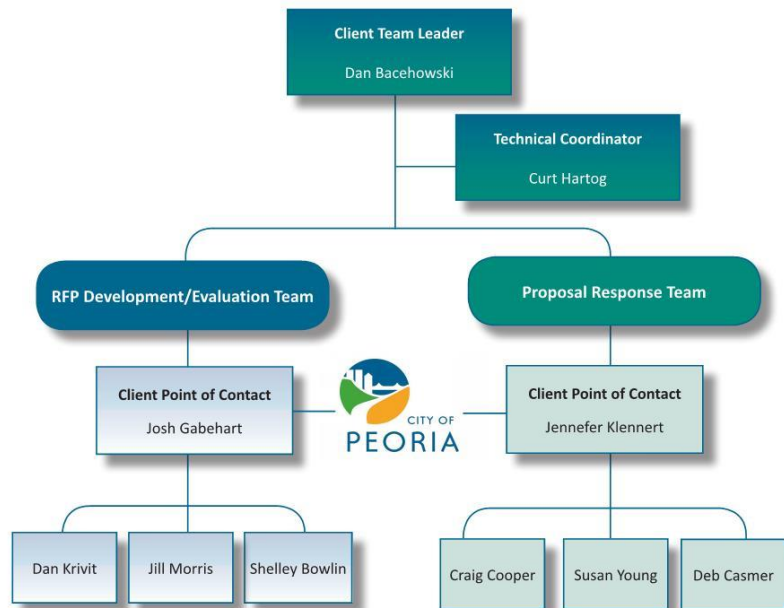 Client Team Leader
Dan Bacehowski
Technical Coordinator
Curt Hartog
RFP Development/Evaluation Team
Proposal Response Team
Client Point of Contact
Josh Gabehart
CITY OF
PEORIA
Client Point of Contact
Jennefer Klennert
Dan Krivit
Jill Morris
Shelley Bowlin
Craig Cooper
Susan Young
Deb Casmer